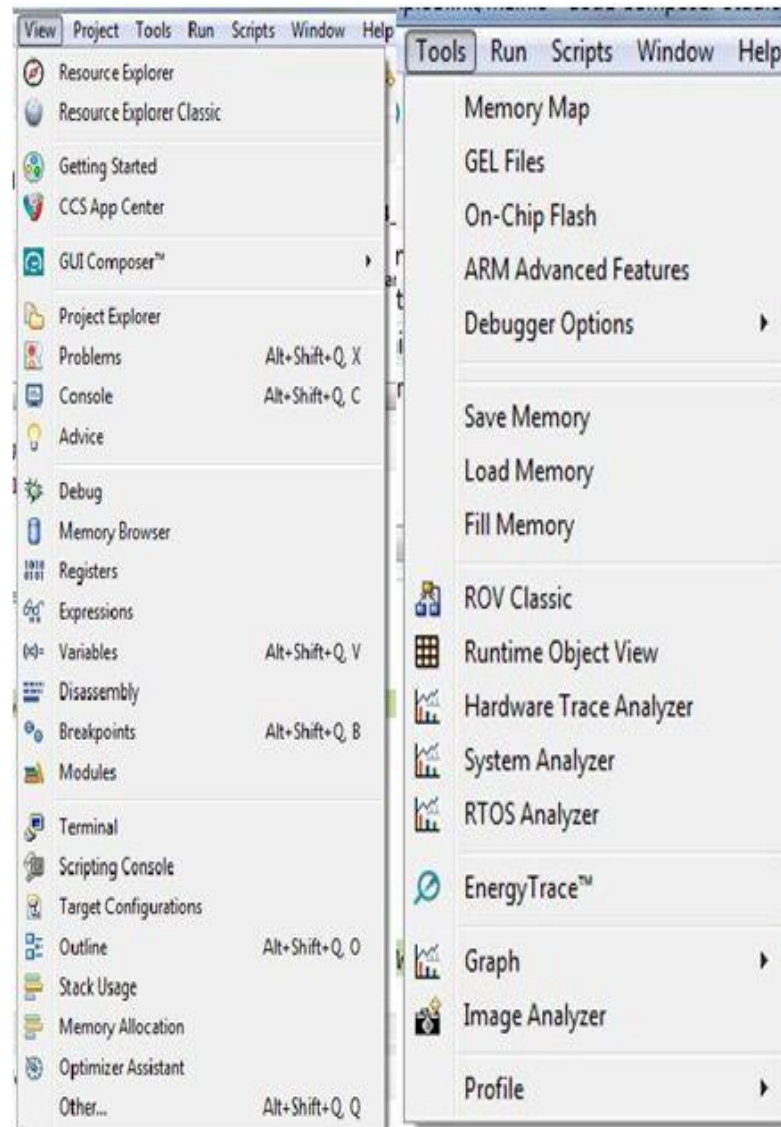 View Project Tools Run Scripts Window Help
Resource Explorer
Resource Explorer Classic
Getting Started
CCS App Center
GUI Composer™
Project Explorer
Problems Alt+Shift+Q, X
Console Alt+Shift+Q, C
Advice
Debug
Memory Browser
Registers
Expressions
Variables Alt+Shift+Q, V
Disassembly
Breakpoints Alt+Shift+Q, B
Modules
Terminal
Scripting Console
Target Configurations
Outline Alt+Shift+Q, O
Stack Usage
Memory Allocation
Optimizer Assistant
Other... Alt+Shift+Q, Q
Tools Run Scripts Window Help
Memory Map
GEL Files
On-Chip Flash
ARM Advanced Features
Debugger Options
Save Memory
Load Memory
Fill Memory
ROV Classic
Runtime Object View
Hardware Trace Analyzer
System Analyzer
RTOS Analyzer
EnergyTrace™
Graph
Image Analyzer
Profile